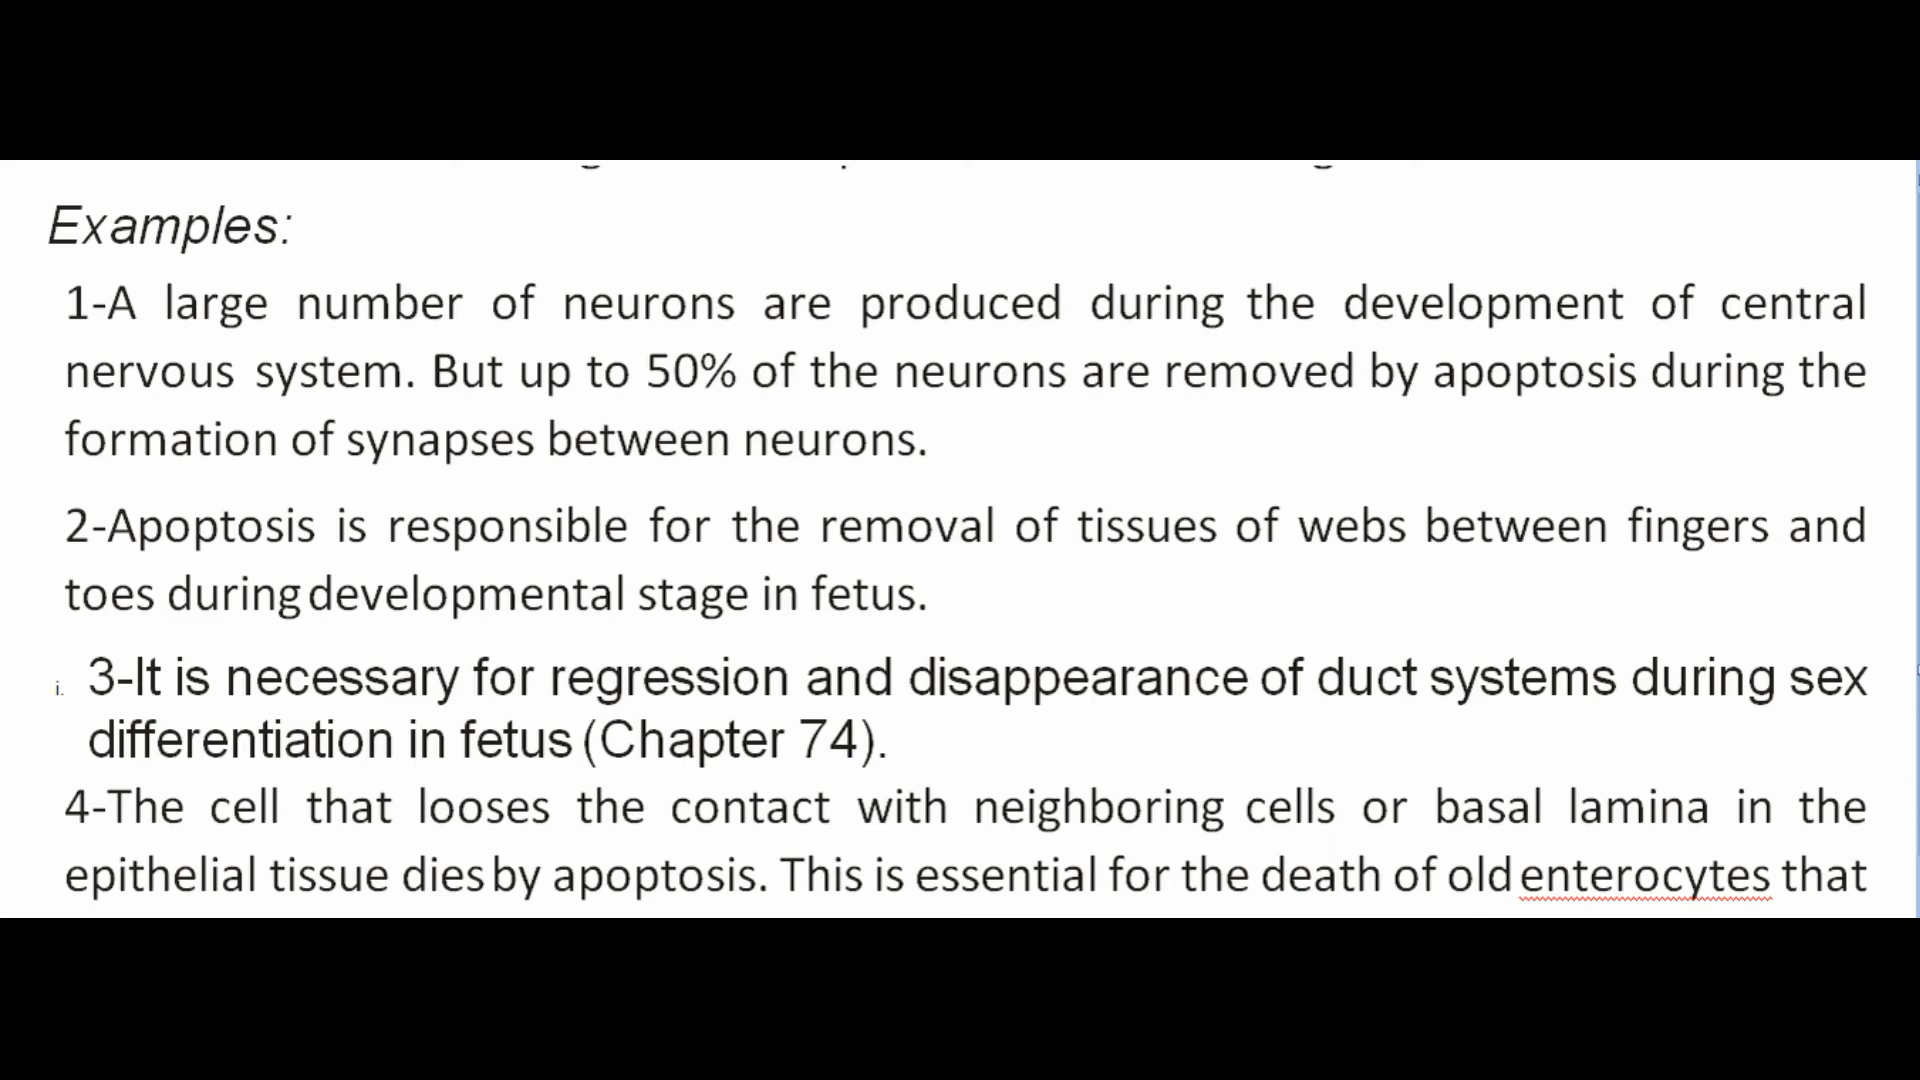 Examples:
1-A large number of neurons are produced during the development of central
nervous system. But up to 50% of the neurons are removed by apoptosis during the
formation of synapses between neurons.
2-Apoptosis is responsible for the removal of tissues of webs between fingers and
toes during developmental stage in fetus.
i. 3-It is necessary for regression and disappearance of duct systems during sex
differentiation in fetus (Chapter 74).
4-The cell that looses the contact with neighboring cells or basal lamina in the
epithelial tissue dies by apoptosis. This is essential for the death of old enterocytes that